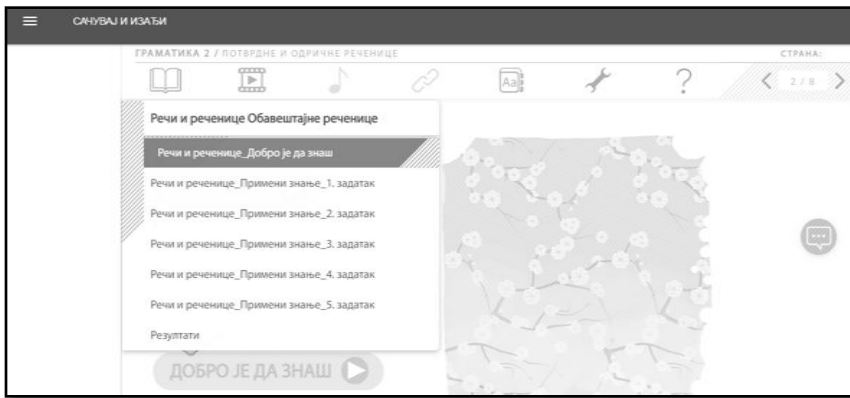 САЧУВАЈ И ИЗАЂИ
ГРАМАТИКА 2 / ПОТВРДНЕ И ОДРИЧНЕ РЕЧЕНИЦЕ
СТРАНА:
Aa
?
2 / 8
Речи и реченице Обавештајне реченице
Речи и реченице_Добро је да знаш
Речи и реченице_Примени знање_1. задатак
Речи и реченице_Примени знање_2. задатак
Речи и реченице_Примени знање_3. задатак
Речи и реченице_Примени знање_4. задатак
Речи и реченице_Примени знање_5. задатак
Резултати
ДОБРО ЈЕ ДА ЗНАШ